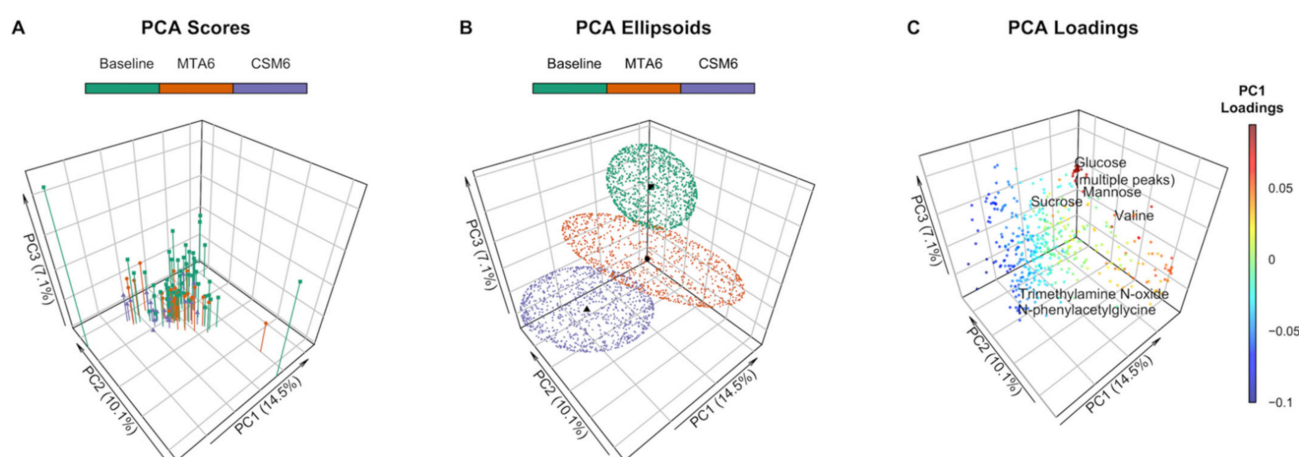 A
PCA Scores
Baseline MTA6 CSM6
PC3 (7.1%)
PC2 (10.1%)
PC1 (14.5%)
B
PCA Ellipsoids
Baseline MTA6 CSM6
PC3 (7.1%)
PC2 (10.1%)
PC1 (14.5%)
C
PCA Loadings
Glucose
(multiple peaks)
Mannose
Sucrose
Valine
Trimethylamine N-oxide
N-phenylacetylglycine
PC3 (7.1%)
PC2 (10.1%)
PC1 (14.5%)
PC1
Loadings
0.05
0
−0.05
−0.1